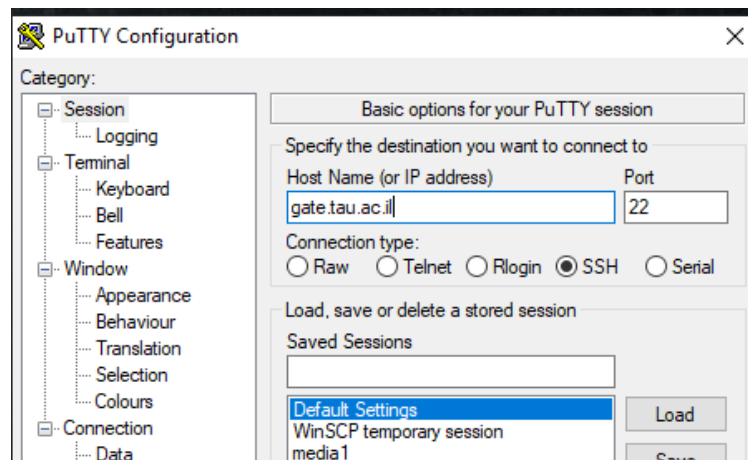 PuTTY Configuration
Category:
Session
Logging
Terminal
Keyboard
Bell
Features
Window
Appearance
Behaviour
Translation
Selection
Colours
Connection
Data
Basic options for your PuTTY session
Specify the destination you want to connect to
Host Name (or IP address) Port
gate.tau.ac.il 22
Connection type:
Raw Telnet Rlogin SSH Serial
Load, save or delete a stored session
Saved Sessions
Default Settings
WinSCP temporary session
media1
Load
Save